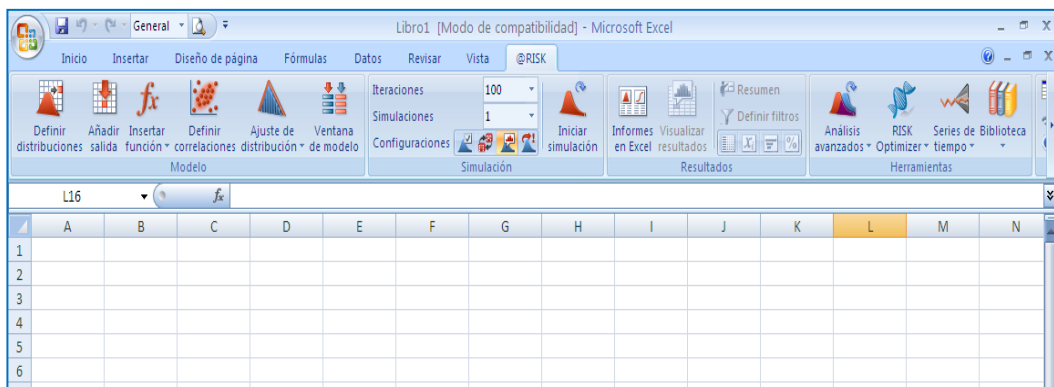 General
Libro1 [Modo de compatibilidad] - Microsoft Excel
Inicio Insertar Diseño de página Fórmulas Datos Revisar Vista @RISK
Definir distribuciones
Añadir salida
Insertar función
Definir correlaciones
Ajuste de distribución
Ventana de modelo
Modelo
Iteraciones 100
Simulaciones 1
Configuraciones
Iniciar simulación
Simulación
Informes en Excel
Visualizar resultados
Resumen
Definir filtros
Resultados
Análisis avanzados
RISK Optimizer
Series de tiempo
Biblioteca
Herramientas
L16 fx
A B C D E F G H I J K L M N
1
2
3
4
5
6